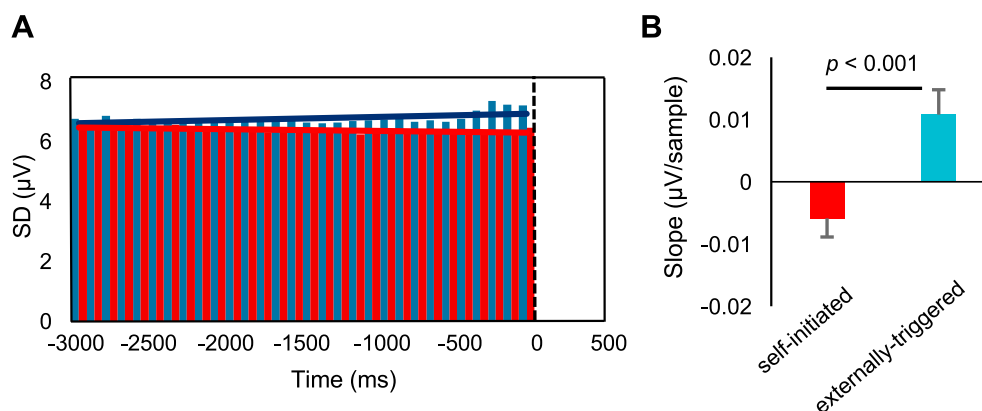 A
8
6
4
2
0
SD (µV)
-3000 -2500 -2000 -1500 -1000 -500 0 500
Time (ms)
B
0.02
0.01
0
-0.01
-0.02
Slope (µV/sample)
p < 0.001
self-initiated
externally-triggered